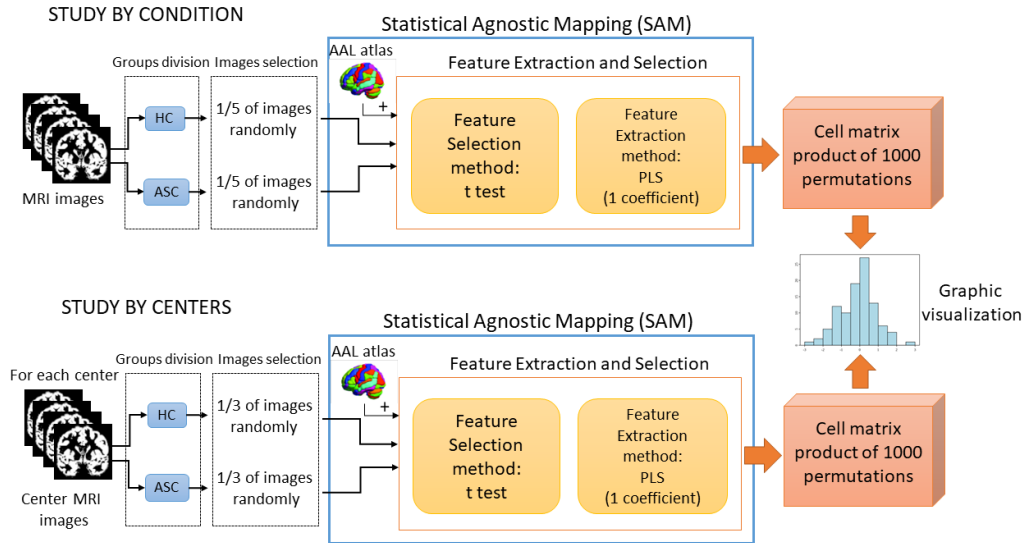 STUDY BY CONDITION
Statistical Agnostic Mapping (SAM)
AAL atlas
Groups division
Images selection
Feature Extraction and Selection
+
HC
1/5 of images
randomly
ASC
1/5 of images
randomly
MRI images
Feature
Selection
method:
t test
Feature
Extraction
method:
PLS
(1 coefficient)
Cell matrix
product of 1000
permutations
Graphic
visualization
STUDY BY CENTERS
Statistical Agnostic Mapping (SAM)
AAL atlas
Groups division
Images selection
Feature Extraction and Selection
For each center
+
HC
1/3 of images
randomly
ASC
1/3 of images
randomly
Center MRI
images
Feature
Selection
method:
t test
Feature
Extraction
method:
PLS
(1 coefficient)
Cell matrix
product of 1000
permutations